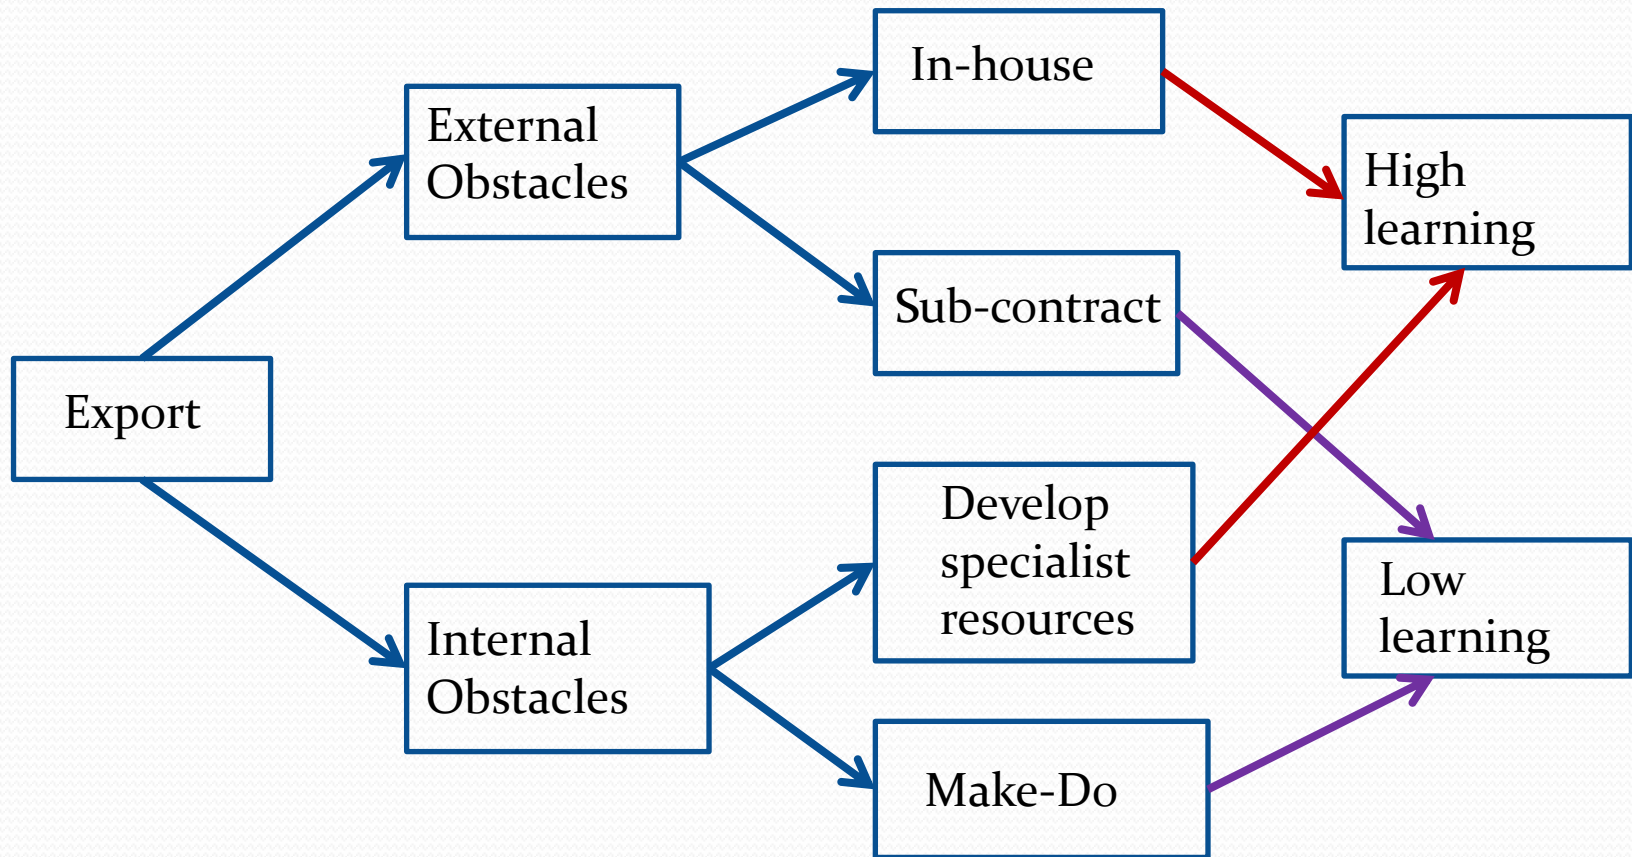 In-house
External
Obstacles
High
learning
Sub-contract
Export
Develop
specialist
resources
Low
learning
Internal
Obstacles
Make-Do